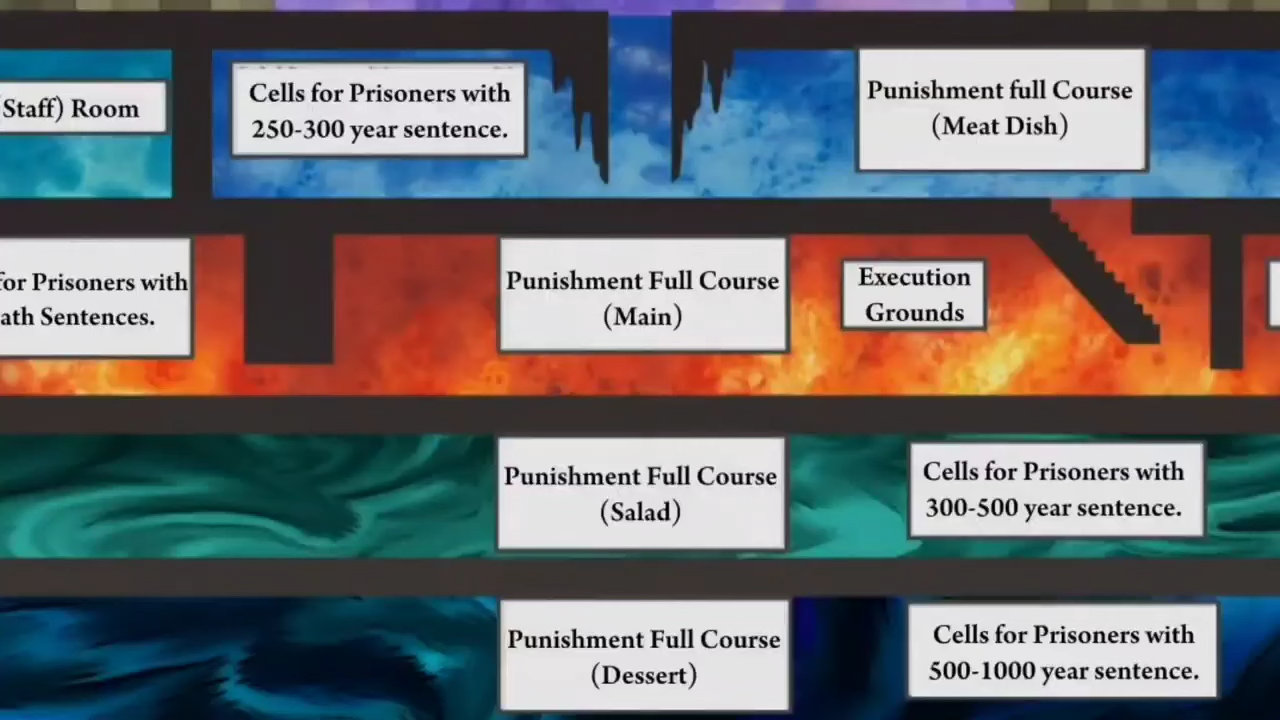 (Staff) Room
Cells for Prisoners with
250-300 year sentence.
Punishment full Course
(Meat Dish)
for Prisoners with
ath Sentences.
Punishment Full Course
(Main)
Execution
Grounds
Punishment Full Course
(Salad)
Cells for Prisoners with
300-500 year sentence.
Punishment Full Course
(Dessert)
Cells for Prisoners with
500-1000 year sentence.